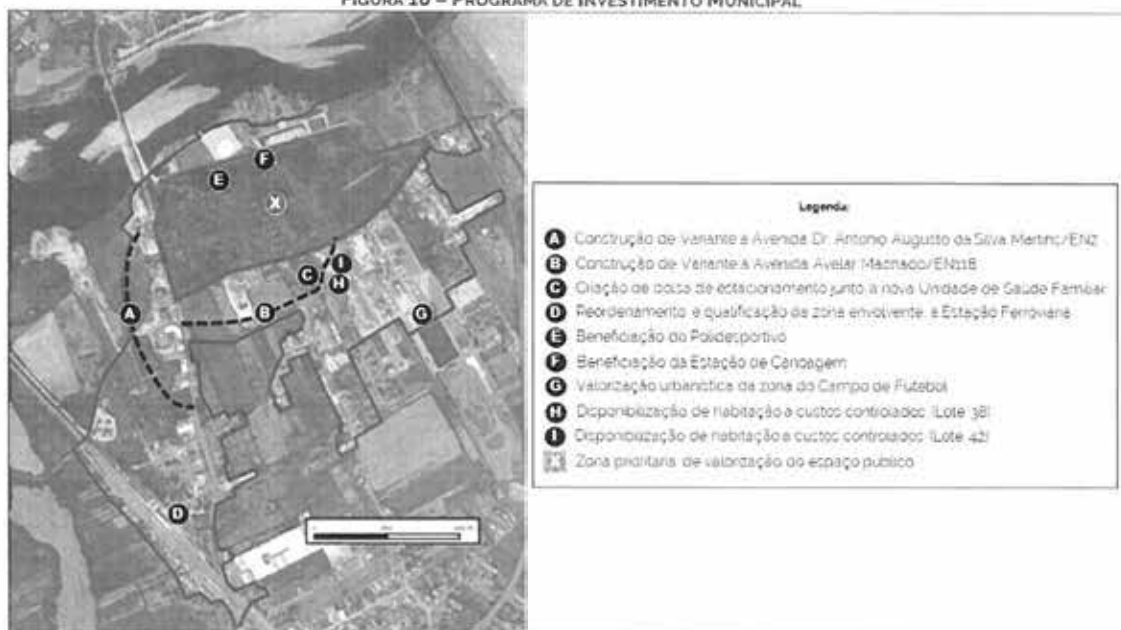 FIGURA 10 – PROGRAMA DE INVESTIMENTO MUNICIPAL
F
E
X
I
C
H
A
B
G
D
Legenda:
A Construção de Variante à Avenida Dr. António Augusto da Silva Martins/EN2
B Construção de Variante à Avenida Avelar Machado/EN118
C Criação de bolsa de estacionamento junto à nova Unidade de Saúde Familiar
D Reordenamento e qualificação da zona envolvente, à Estação Ferroviária
E Beneficiação do Polidesportivo
F Beneficiação da Estação de Canoagem
G Valorização urbanística da zona do Campo de Futebol
H Disponibilização de habitação a custos controlados (Lote 38)
I Disponibilização de habitação a custos controlados (Lote 42)
X Zona prioritária de valorização do espaço público